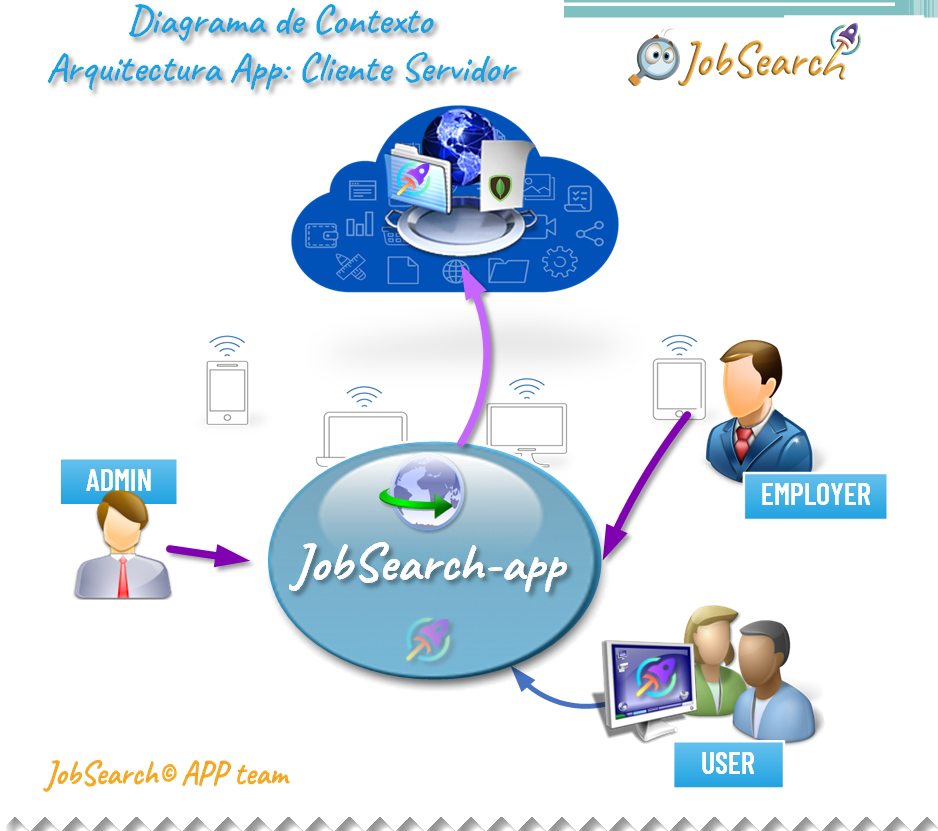 Diagrama de Contexto
Arquitectura App: Cliente Servidor
JobSearch
ADMIN
EMPLOYER
JobSearch-app
USER
JobSearch© APP team